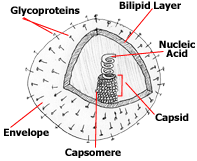 Bilipid Layer
Glycoproteins
Nucleic
Acid
Capsid
Envelope
Capsomere